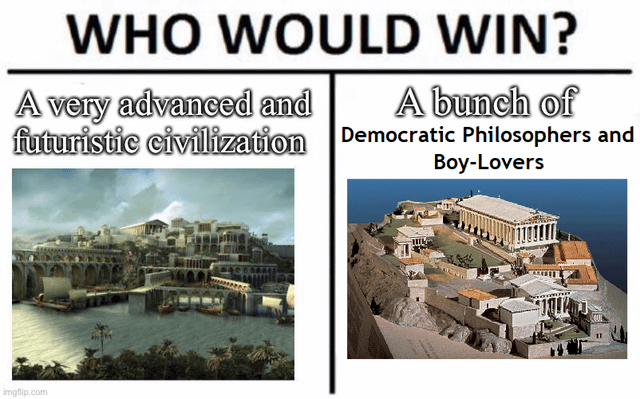 WHO WOULD WIN?
A very advanced and
futuristic civilization
A bunch of
Democratic Philosophers and
Boy-Lovers
imgflip.com